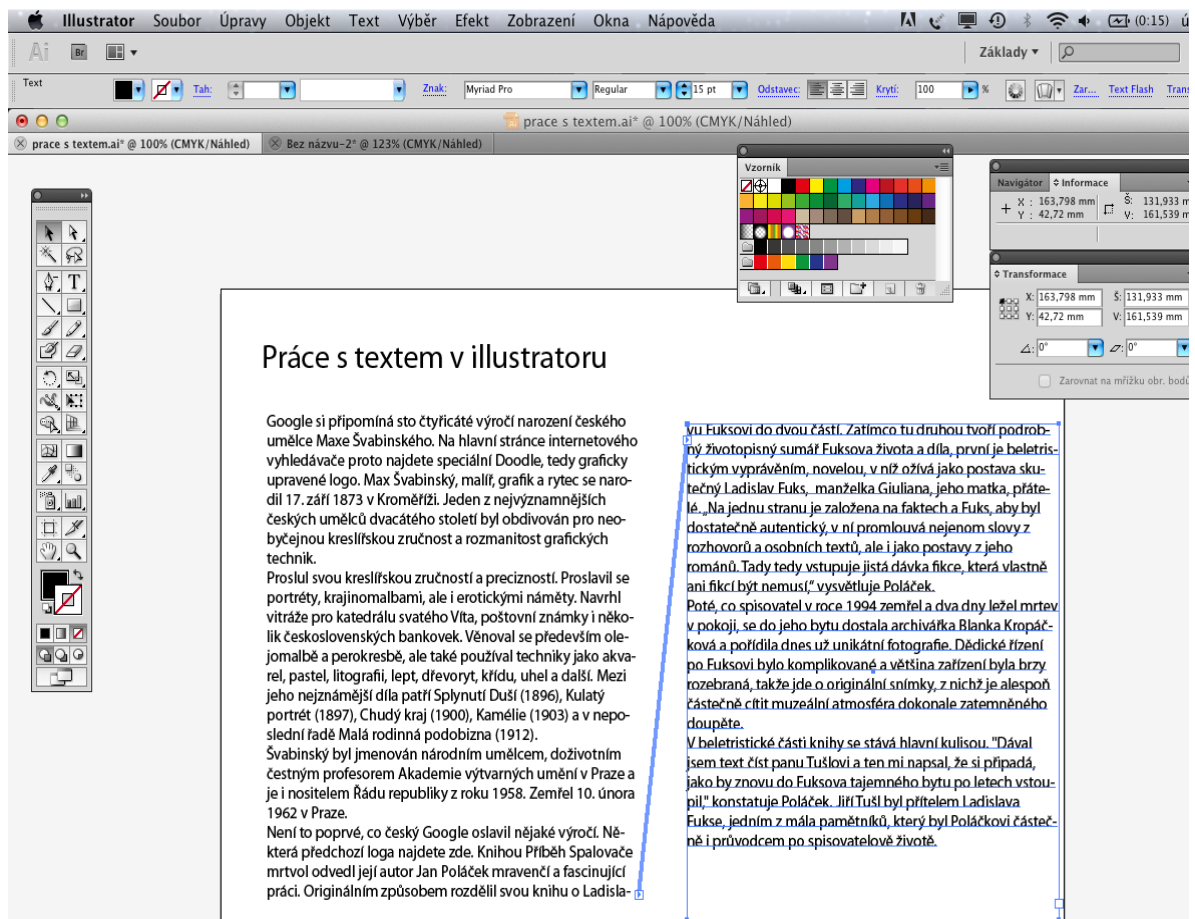 Illustrator Soubor Úpravy Objekt Text Výběr Efekt Zobrazení Okna Nápověda (0:15)
Ai Br Základy
Text Tah: Znak: Myriad Pro Regular 15 pt Odstavec: Krytí: 100 % Zar... Text Flash
prace s textem.ai* @ 100% (CMYK/Náhled)
prace s textem.ai* @ 100% (CMYK/Náhled) Bez názvu-2* @ 123% (CMYK/Náhled)
Vzorník
Navigátor Informace
X : 163,798 mm Š: 131,933
Y : 42,72 mm V: 161,539
Transformace
X: 163,798 mm Š: 131,933 mm
Y: 42,72 mm V: 161,539 mm
0° 0°
Zarovnat na mřížku obr. bodů
Práce s textem v illustratoru
Google si připomíná sto čtyřicáté výročí narození českého
umělce Maxe Švabinského. Na hlavní stránce internetového
vyhledávače proto najdete speciální Doodle, tedy graficky
upravené logo. Max Švabinský, malíř, grafik a rytec se naro-
dil 17. září 1873 v Kroměříži. Jeden z nejvýznamnějších
českých umělců dvacátého století byl obdivován pro neo-
byčejnou kreslířskou zručnost a rozmanitost grafických
technik.
Proslul svou kreslířskou zručností a precizností. Proslavil se
portréty, krajinomalbami, ale i erotickými náměty. Navrhl
vitráže pro katedrálu svatého Víta, poštovní známky i něko-
lik československých bankovek. Věnoval se především ole-
jomalbě a perokresbě, ale také používal techniky jako akva-
rel, pastel, litografii, lept, dřevoryt, křídu, uhel a další. Mezi
jeho nejznámější díla patří Splynutí Duší (1896), Kulatý
portrét (1897), Chudý kraj (1900), Kamélie (1903) a v nepo-
slední řadě Malá rodinná podobizna (1912).
Švabinský byl jmenován národním umělcem, doživotním
čestným profesorem Akademie výtvarných umění v Praze a
je i nositelem Řádu republiky z roku 1958. Zemřel 10. února
1962 v Praze.
Není to poprvé, co český Google oslavil nějaké výročí. Ně-
která předchozí loga najdete zde. Knihou Příběh Spalovače
mrtvol odvedl její autor Jan Poláček mravenčí a fascinující
práci. Originálním způsobem rozdělil svou knihu o Ladisla-
vu Fuksovi do dvou částí. Zatímco tu druhou tvoří podrob-
ný životopisný sumář Fuksova života a díla, první je beletris-
tickým vyprávěním, novelou, v níž ožívá jako postava sku-
tečný Ladislav Fuks, manželka Giuliana, jeho matka, přáte-
lé. „Na jednu stranu je založena na faktech a Fuks, aby byl
dostatečně autentický, v ní promlouvá nejenom slovy z
rozhovorů a osobních textů, ale i jako postavy z jeho
románů. Tady tedy vstupuje jistá dávka fikce, která vlastně
ani fikcí být nemusí,“ vysvětluje Poláček.
Poté, co spisovatel v roce 1994 zemřel a dva dny ležel mrtev
v pokoji, se do jeho bytu dostala archivářka Blanka Kropáč-
ková a pořídila dnes už unikátní fotografie. Dědické řízení
po Fuksovi bylo komplikované a většina zařízení byla brzy
rozebraná, takže jde o originální snímky, z nichž je alespoň
částečně cítit muzeální atmosféra dokonale zatemněného
doupěte.
V beletristické části knihy se stává hlavní kulisou. "Dával
jsem text číst panu Tušlovi a ten mi napsal, že si připadá,
jako by znovu do Fuksova tajemného bytu po letech vstou-
pil," konstatuje Poláček. Jiří Tušl byl přítelem Ladislava
Fukse, jedním z mála pamětníků, který byl Poláčkovi částeč-
ně i průvodcem po spisovatelově životě.